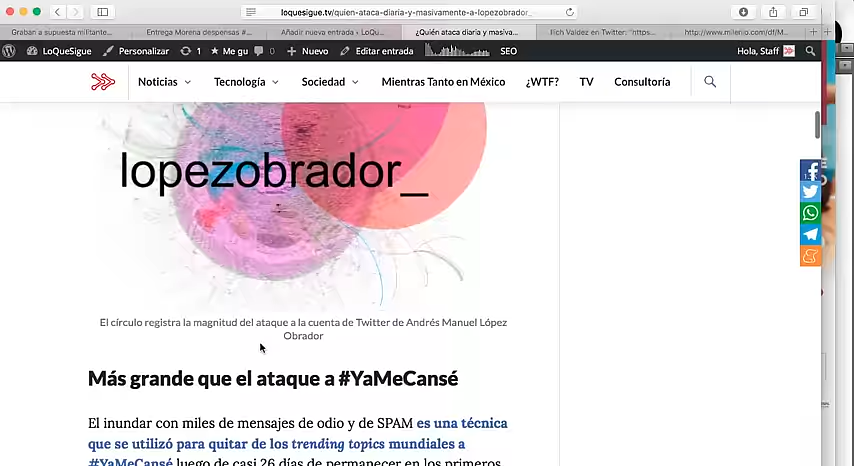 loquesigue.tv/quien-ataca-diaria-y-masivamente-a-lopezobrador_
Graban a supuesta militante...
Entrega Morena despensas #...
Añadir nueva entrada ‹ LoQu...
¿Quién ataca diaria y masiva...
Ilich Valdez en Twitter: "https...
http://www.milenio.com/df/M...
LoQueSigue
Personalizar
1
Me gu
0
Nuevo
Editar entrada
SEO
Hola, Staff
Noticias
Tecnología
Sociedad
Mientras Tanto en México
¿WTF?
TV
Consultoría
lopezobrador_
El círculo registra la magnitud del ataque a la cuenta de Twitter de Andrés Manuel López
Obrador
Más grande que el ataque a #YaMeCansé
El inundar con miles de mensajes de odio y de SPAM es una técnica
que se utilizó para quitar de los trending topics mundiales a
#YaMeCansé luego de casi 26 días de permanecer en los primeros